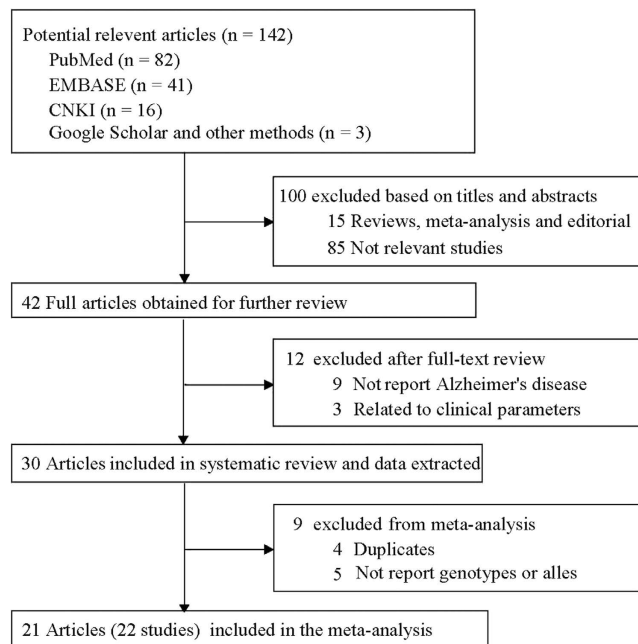 Potential relevent articles (n = 142)
PubMed (n = 82)
EMBASE (n = 41)
CNKI (n = 16)
Google Scholar and other methods (n = 3)
100 excluded based on titles and abstracts
15 Reviews, meta-analysis and editorial
85 Not relevant studies
42 Full articles obtained for further review
12 excluded after full-text review
9 Not report Alzheimer's disease
3 Related to clinical parameters
30 Articles included in systematic review and data extracted
9 excluded from meta-analysis
4 Duplicates
5 Not report genotypes or alles
21 Articles (22 studies) included in the meta-analysis